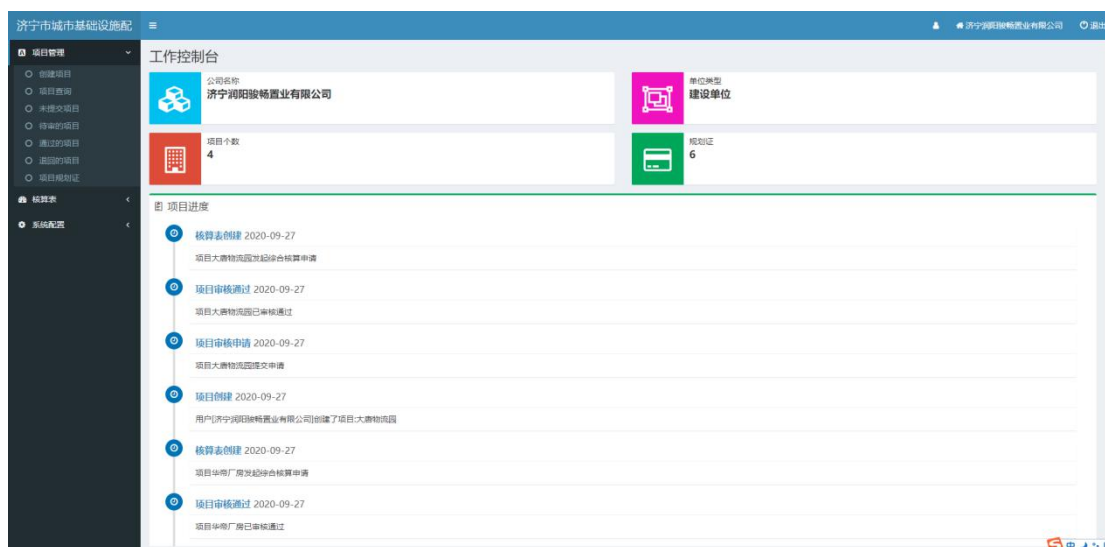 济宁市城市基础设施配
济宁润阳骏畅置业有限公司
退出
项目管理
创建项目
项目查询
未提交项目
待审的项目
通过的项目
退回的项目
项目规划证
核算表
系统配置
工作控制台
公司名称
济宁润阳骏畅置业有限公司
单位类型
建设单位
项目个数
4
规划证
6
项目进度
核算表创建 2020-09-27
项目大唐物流园发起综合核算申请
项目审核通过 2020-09-27
项目大唐物流园已审核通过
项目审核申请 2020-09-27
项目大唐物流园提交申请
项目创建 2020-09-27
用户[济宁润阳骏畅置业有限公司]创建了项目:大唐物流园
核算表创建 2020-09-27
项目华帝厂房发起综合核算申请
项目审核通过 2020-09-27
项目华帝厂房已审核通过